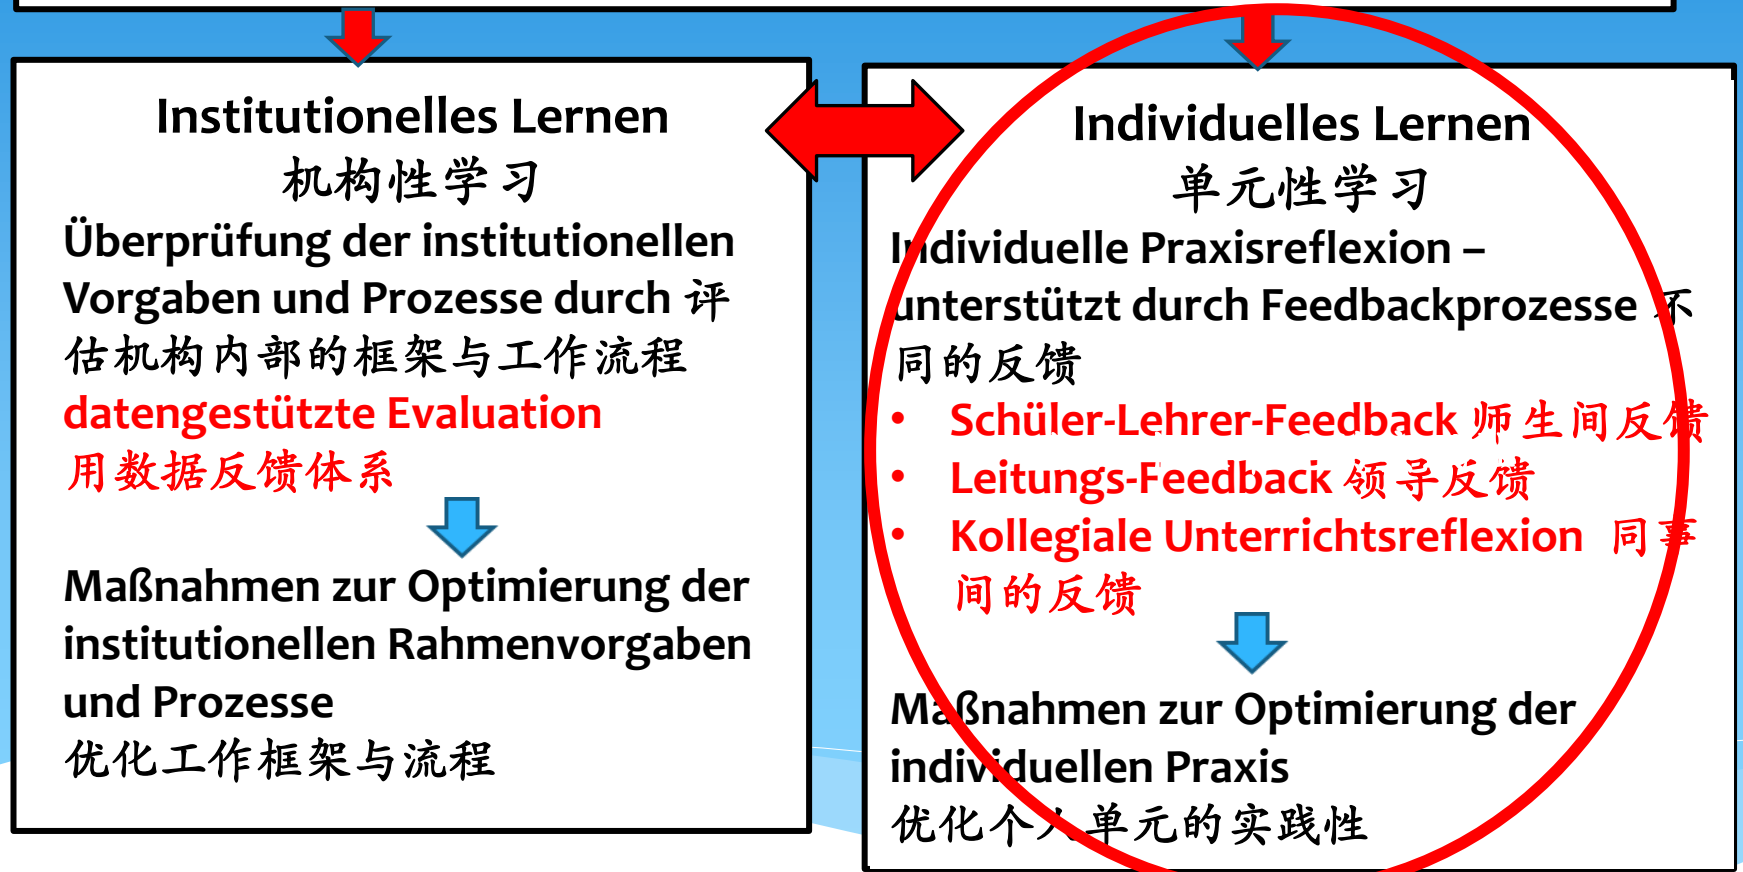 Institutionelles Lernen
机构性学习
Überprüfung der institutionellen
Vorgaben und Prozesse durch 评
估机构内部的框架与工作流程
datengestützte Evaluation
用数据反馈体系
Maßnahmen zur Optimierung der
institutionellen Rahmenvorgaben
und Prozesse
优化工作框架与流程
Individuelles Lernen
单元性学习
Individuelle Praxisreflexion –
unterstützt durch Feedbackprozesse 不
同的反馈
• Schüler-Lehrer-Feedback 师生间反馈
• Leitungs-Feedback 领导反馈
• Kollegiale Unterrichtsreflexion 同事
间的反馈
Maßnahmen zur Optimierung der
individuellen Praxis
优化个人单元的实践性